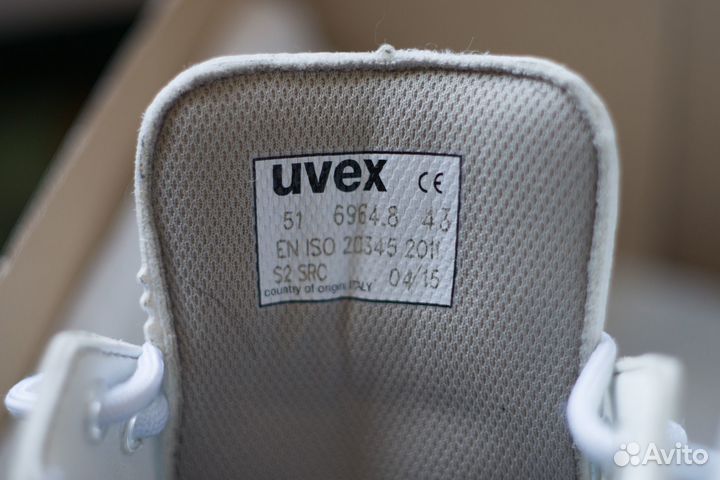 uvex CE
51 6964.8 43
EN ISO 20345 2011
S2 SRC 04/15
country of origin: ITALY
Avito